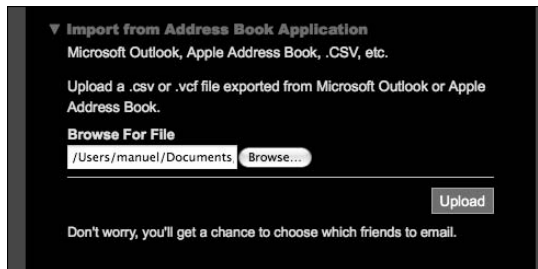 ▼ Import from Address Book Application
Microsoft Outlook, Apple Address Book, .CSV, etc.
Upload a .csv or .vcf file exported from Microsoft Outlook or Apple
Address Book.
Browse For File
/Users/manuel/Documents, Browse...
Upload
Don't worry, you'll get a chance to choose which friends to email.